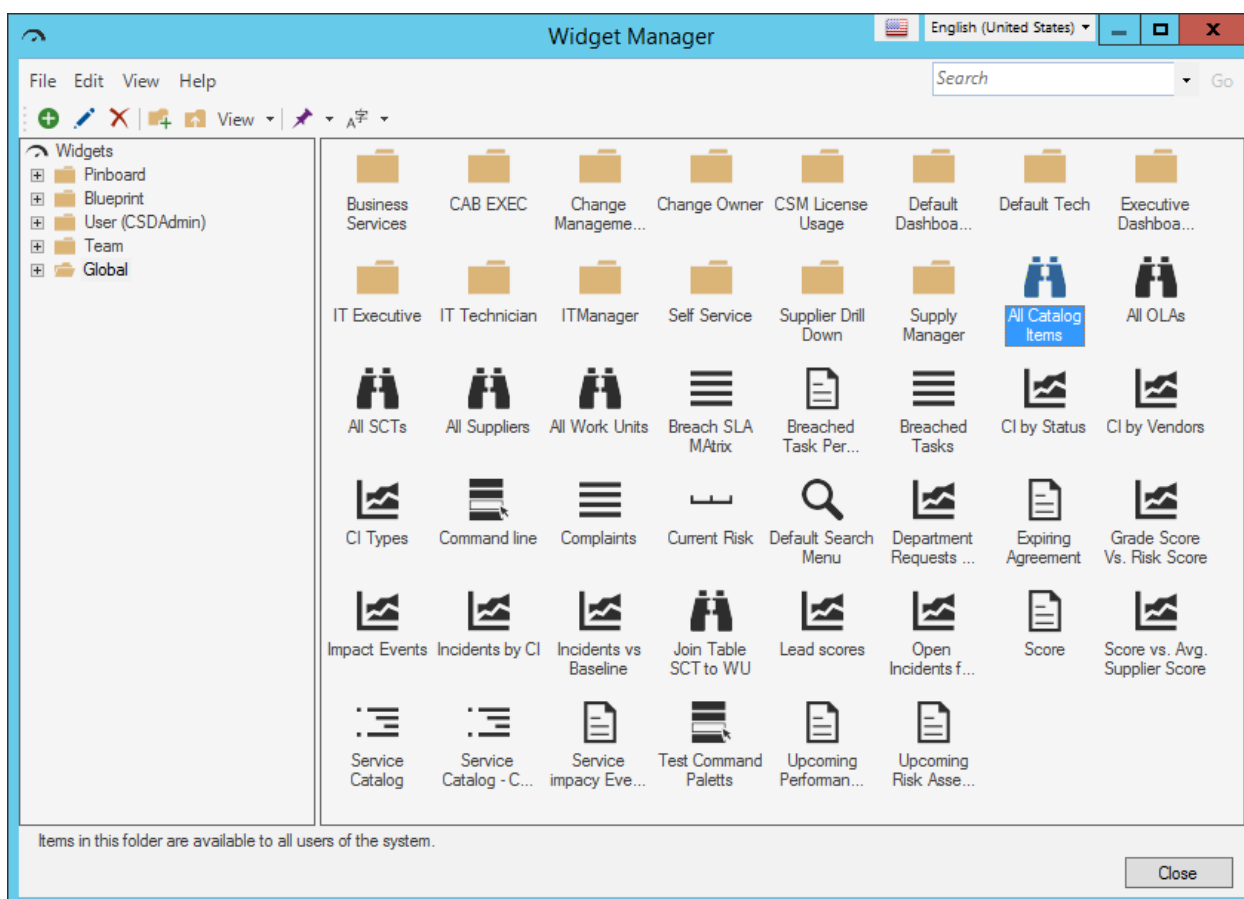 Widget Manager
English (United States)
File Edit View Help
Search
Go
View
A字
Widgets
Pinboard
Blueprint
User (CSDAdmin)
Team
Global
Business Services
CAB EXEC
Change Manageme...
Change Owner
CSM License Usage
Default Dashboa...
Default Tech
Executive Dashboa...
IT Executive
IT Technician
ITManager
Self Service
Supplier Drill Down
Supply Manager
All Catalog Items
All OLAs
All SCTs
All Suppliers
All Work Units
Breach SLA MAtrix
Breached Task Per...
Breached Tasks
CI by Status
CI by Vendors
CI Types
Command line
Complaints
Current Risk
Default Search Menu
Department Requests ...
Expiring Agreement
Grade Score Vs. Risk Score
Impact Events
Incidents by CI
Incidents vs Baseline
Join Table SCT to WU
Lead scores
Open Incidents f...
Score
Score vs. Avg. Supplier Score
Service Catalog
Service Catalog - C...
Service impacy Eve...
Test Command Paletts
Upcoming Performan...
Upcoming Risk Asse...
Items in this folder are available to all users of the system.
Close